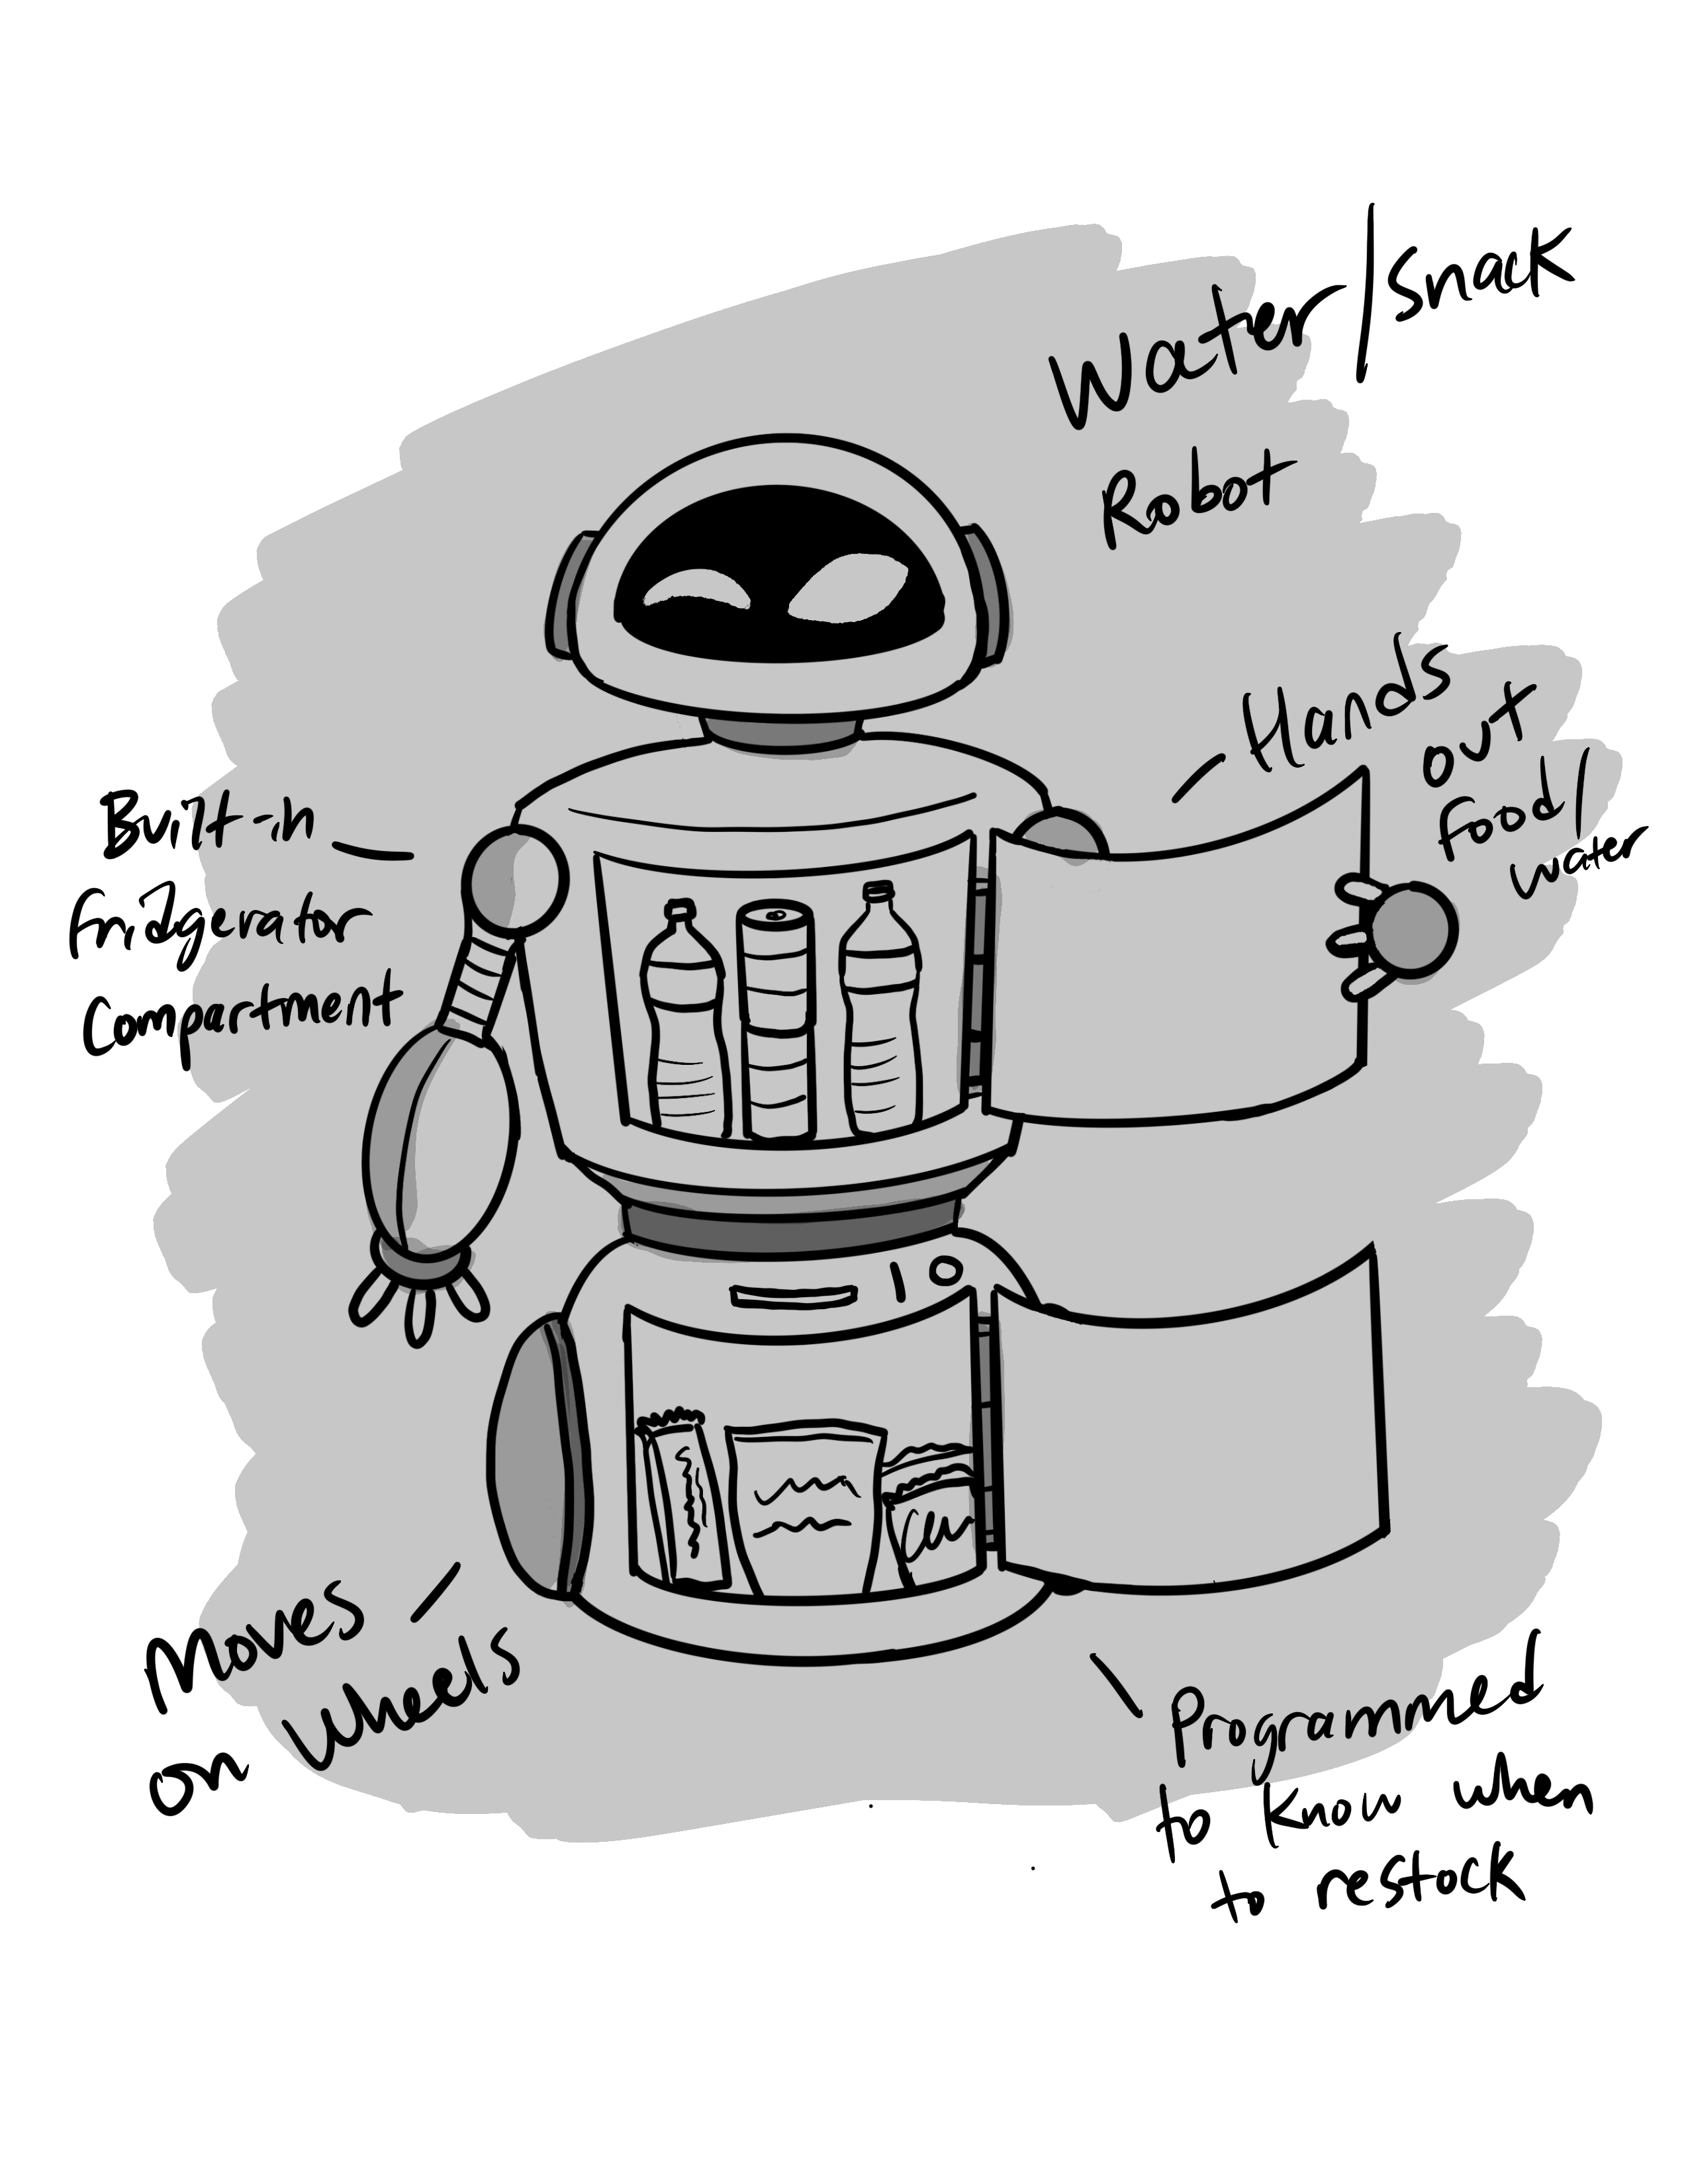 Water/Snack
Robot
Hands
out
food/
water
Built-in
fridgerator
Compartment
Moves
on wheels
Programmed
to know when
to restock